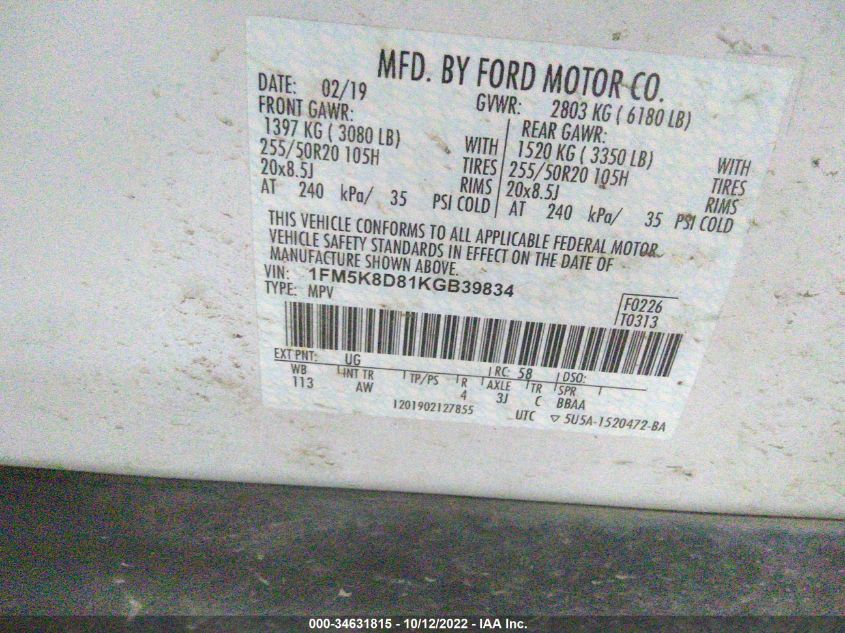 MFD. BY FORD MOTOR CO.
DATE: 02/19 GVWR: 2803 KG ( 6180 LB)
FRONT GAWR: REAR GAWR:
1397 KG ( 3080 LB) WITH 1520 KG ( 3350 LB) WITH
255/50R20 105H TIRES 255/50R20 105H TIRES
20x8.5J RIMS 20x8.5J RIMS
AT 240 kPa/ 35 PSI COLD AT 240 kPa/ 35 PSI COLD
THIS VEHICLE CONFORMS TO ALL APPLICABLE FEDERAL MOTOR
VEHICLE SAFETY STANDARDS IN EFFECT ON THE DATE OF
MANUFACTURE SHOWN ABOVE.
VIN: 1FM5K8D81KGB39834
TYPE: MPV
F0226
T0313
EXT PNT: UG RC: 58 DSO:
WB INT TR TP/PS R AXLE TR SPR
113 AW 4 3J C BBAA
1201902127855 UTC ▽ 5U5A-1520472-BA
000-34631815 - 10/12/2022 - IAA Inc.